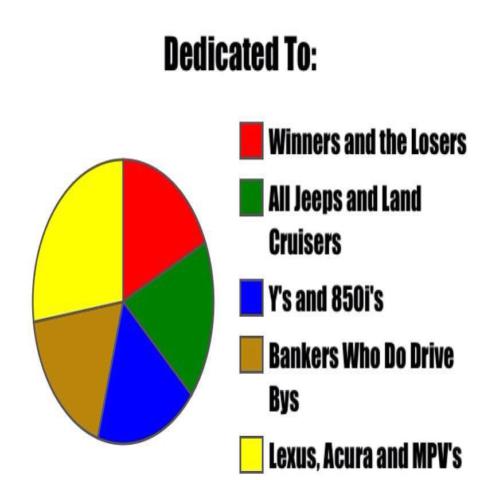 Dedicated To:
Winners and the Losers
All Jeeps and Land
Cruisers
Y's and 850i's
Bankers Who Do Drive
Bys
Lexus, Acura and MPV's